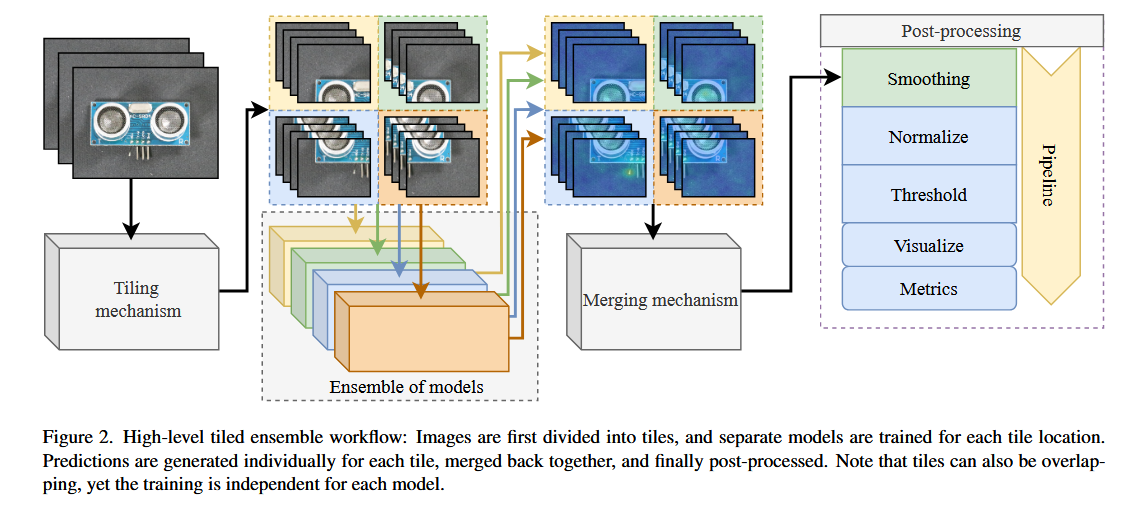 Post-processing
Smoothing
Normalize
Threshold
Visualize
Metrics
Pipeline
Tiling
mechanism
Ensemble of models
Merging mechanism
Figure 2. High-level tiled ensemble workflow: Images are first divided into tiles, and separate models are trained for each tile location.
Predictions are generated individually for each tile, merged back together, and finally post-processed. Note that tiles can also be overlap-
ping, yet the training is independent for each model.